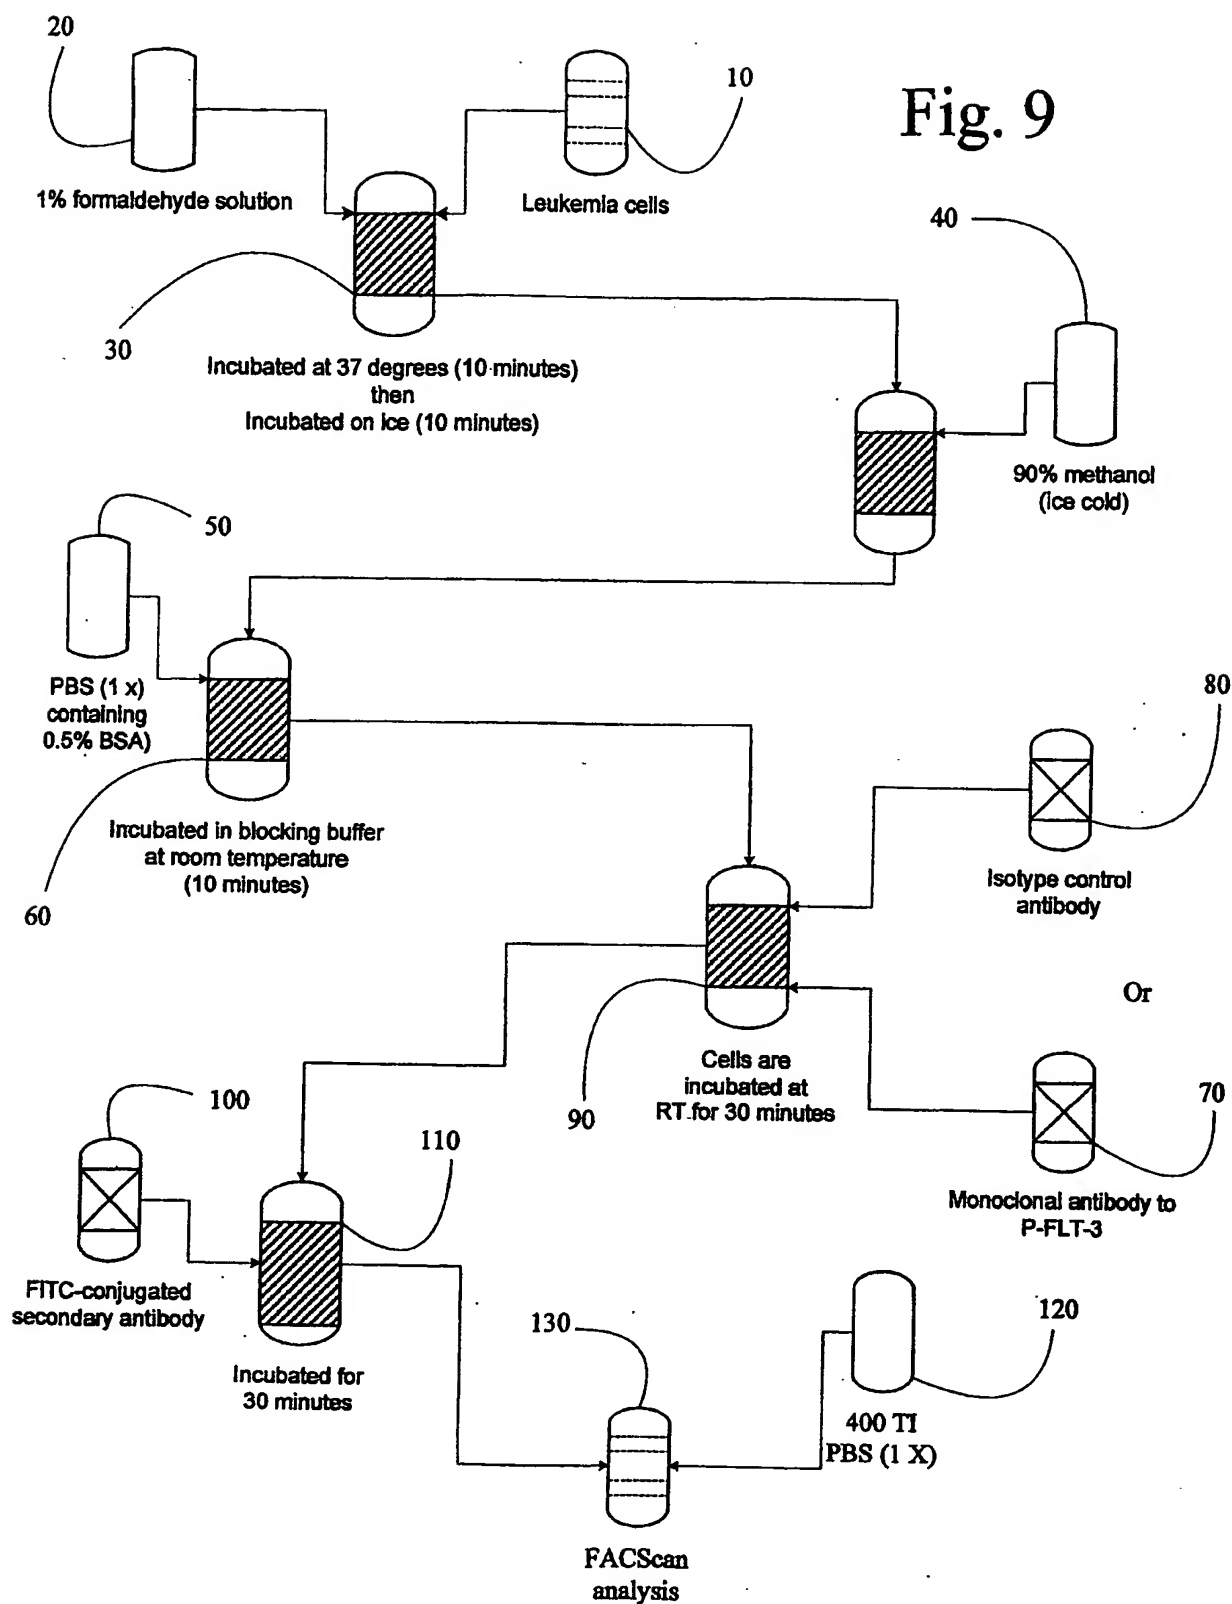 Fig. 9
20
10
1% formaldehyde solution
Leukemia cells
40
30
Incubated at 37 degrees (10 minutes)
then
Incubated on ice (10 minutes)
90% methanol
(ice cold)
50
PBS (1 x)
containing
0.5% BSA)
80
Incubated in blocking buffer
at room temperature
(10 minutes)
60
Isotype control
antibody
Or
Cells are
incubated at
RT for 30 minutes
90
70
Monoclonal antibody to
P-FLT-3
100
110
FITC-conjugated
secondary antibody
Incubated for
30 minutes
130
120
400 TI
PBS (1 X)
FACScan
analysis